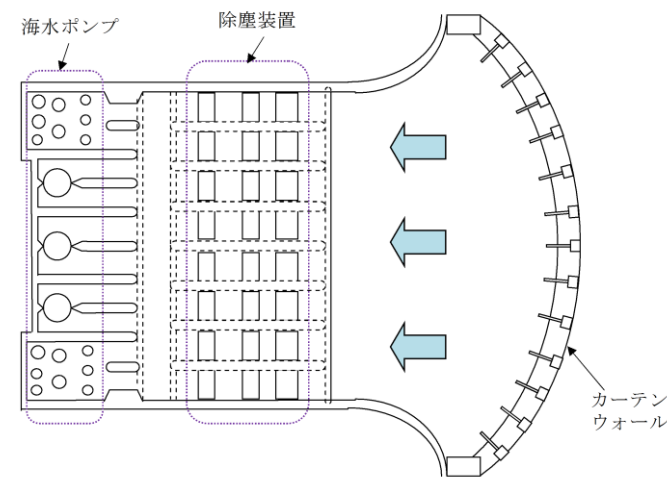 海水ポンプ
除塵装置
カーテン
ウォール